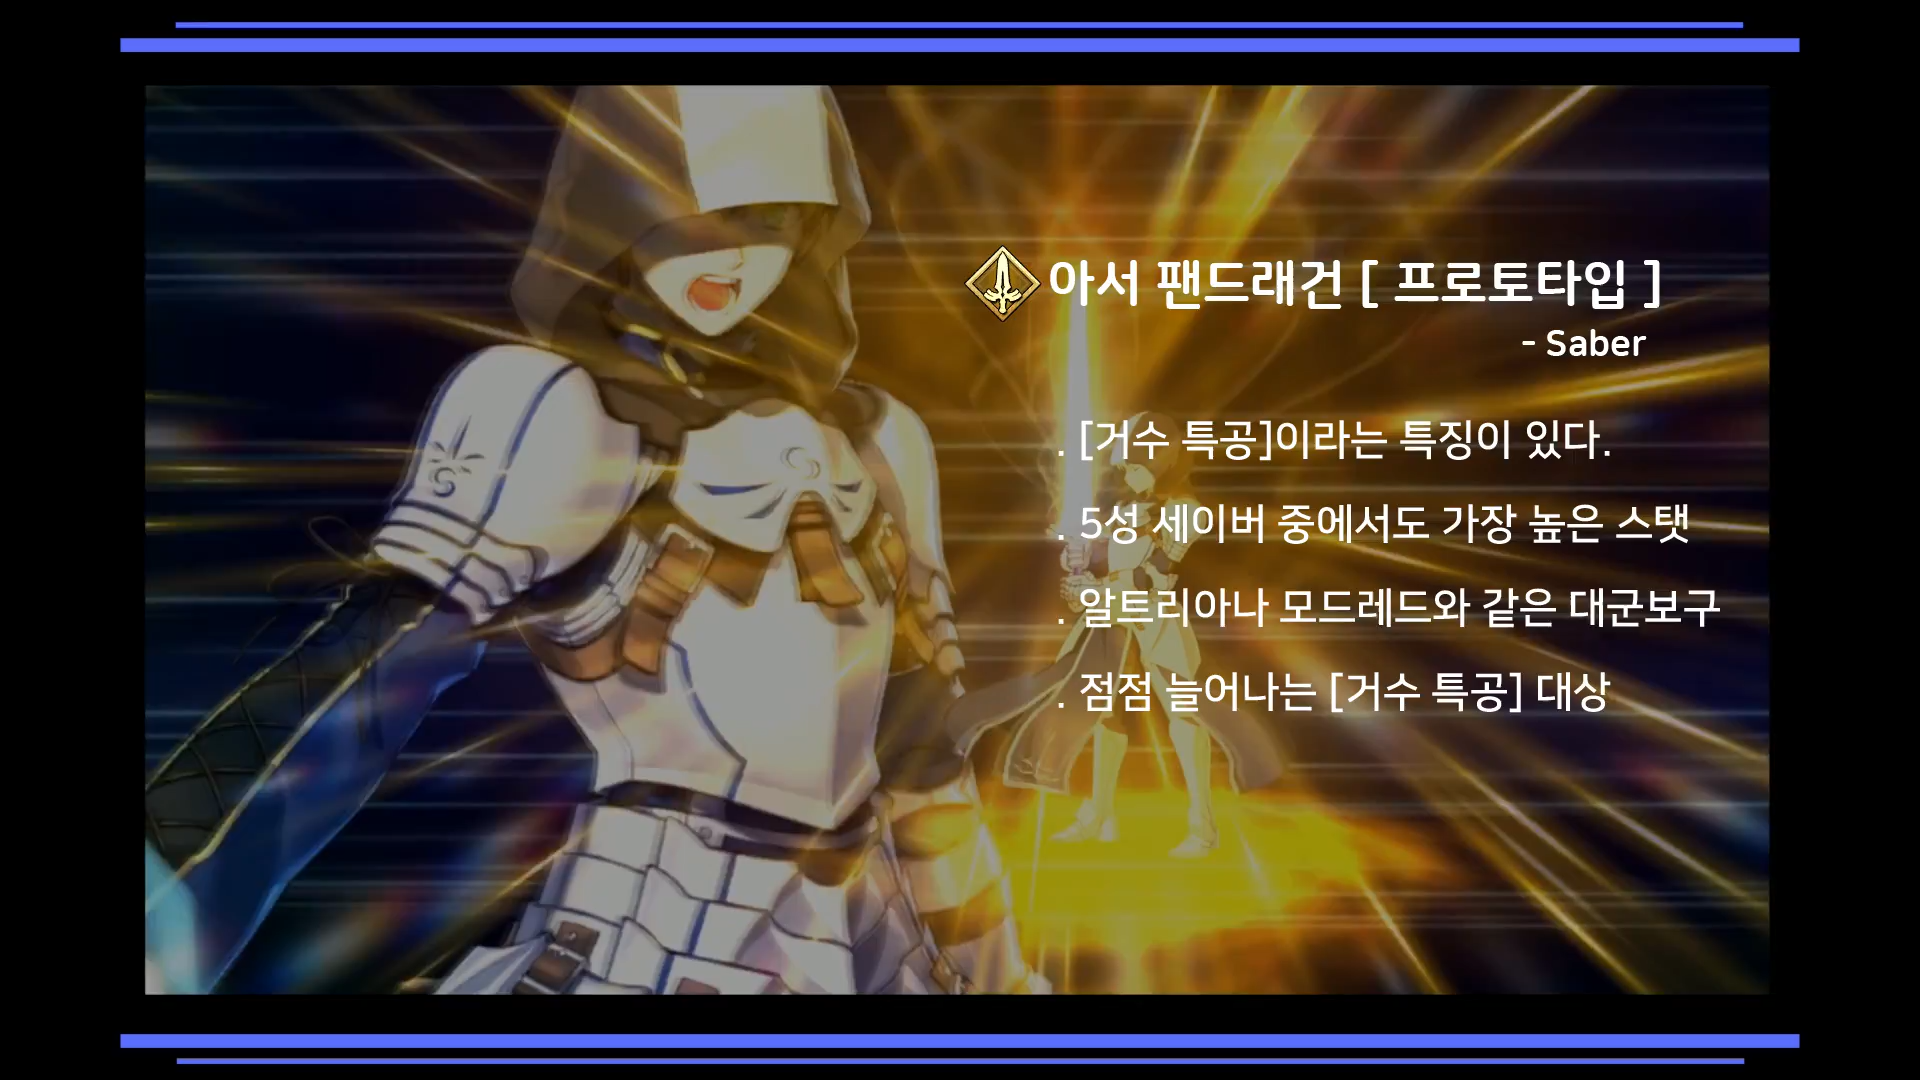 아서 팬드래건 [ 프로토타입 ]
- Saber
. [거수 특공]이라는 특징이 있다.
. 5성 세이버 중에서도 가장 높은 스탯
. 알트리아나 모드레드와 같은 대군보구
. 점점 늘어나는 [거수 특공] 대상